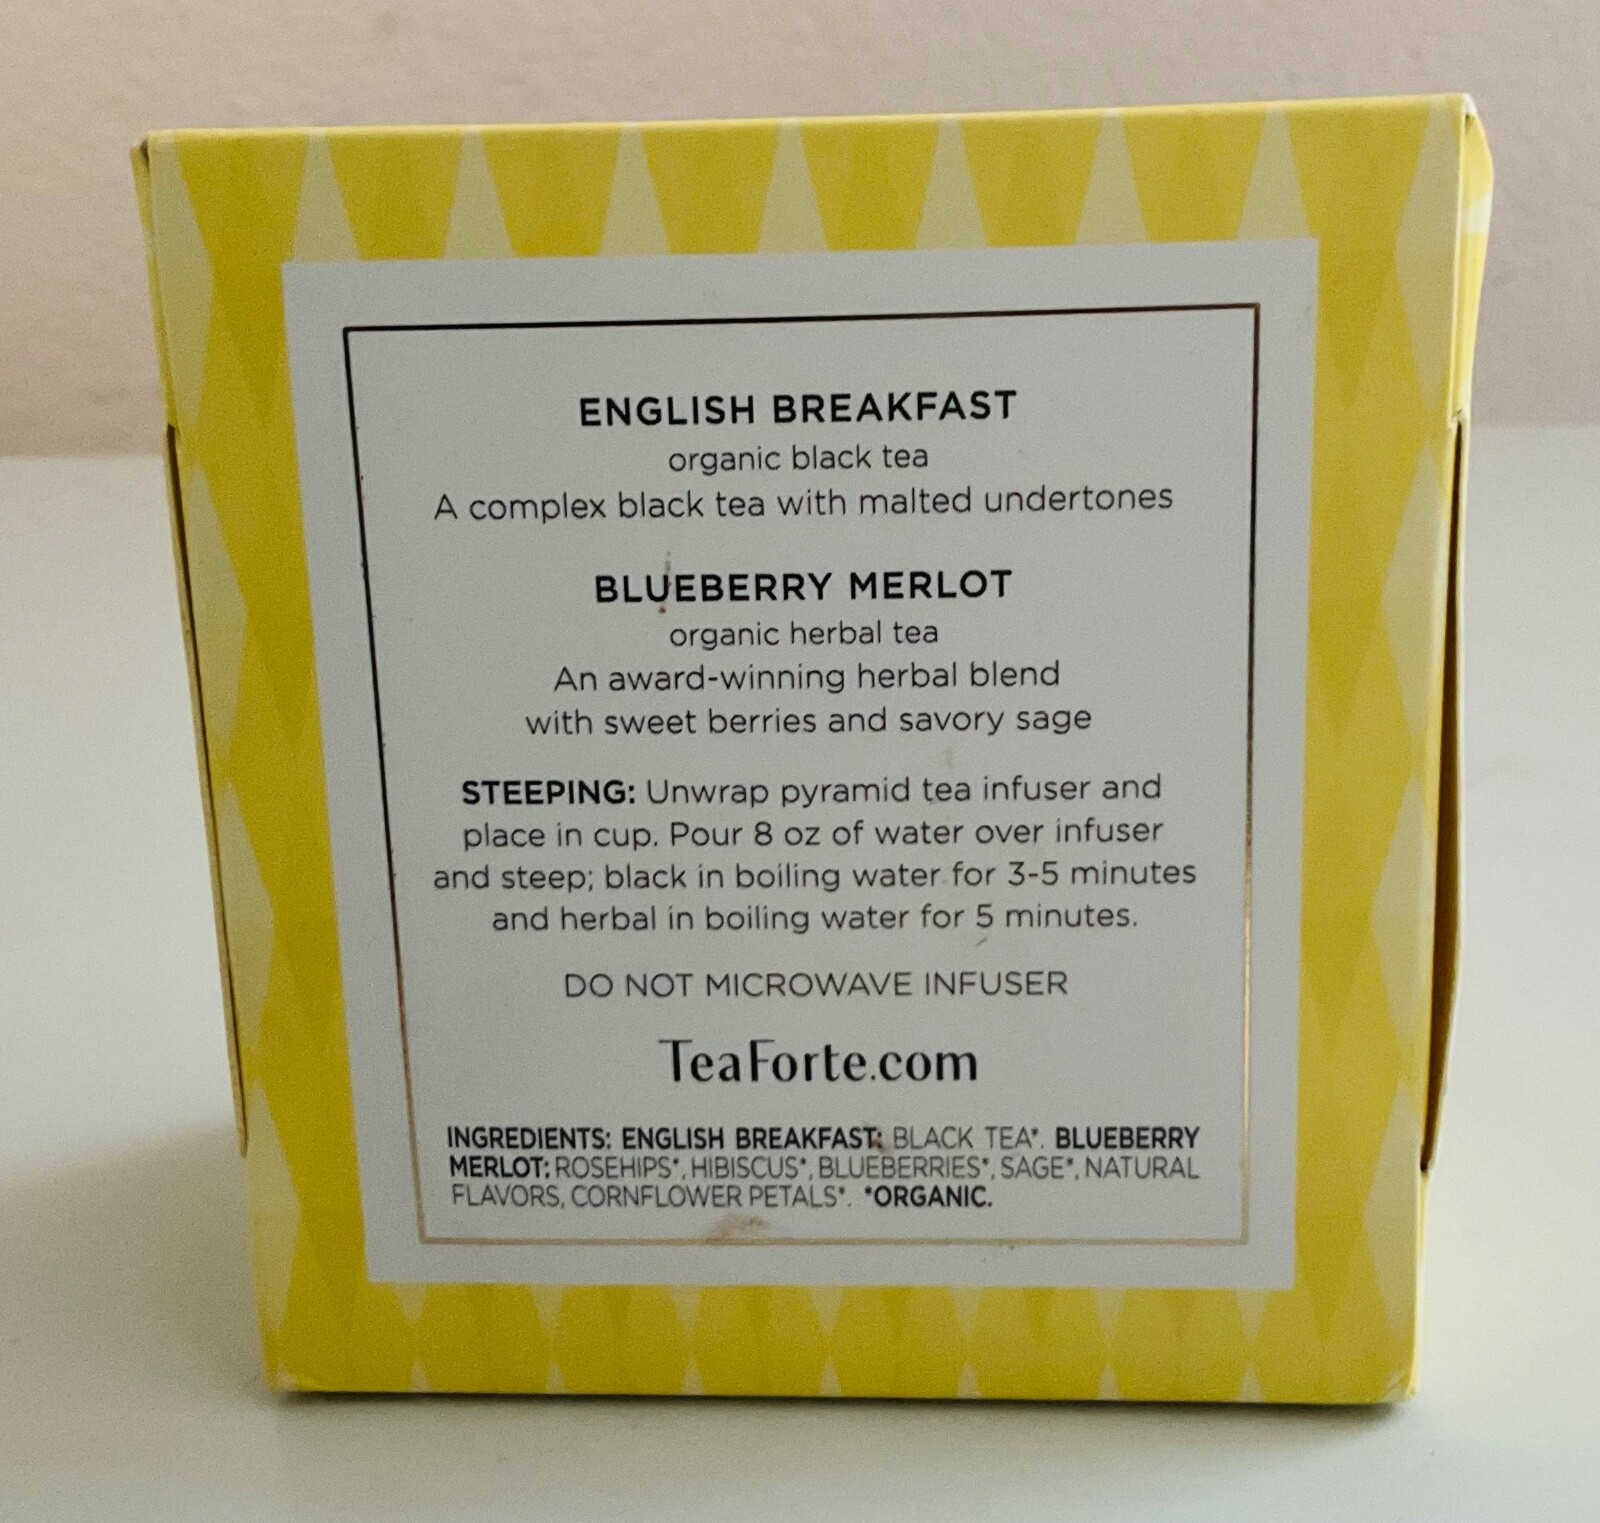 ENGLISH BREAKFAST
organic black tea
A complex black tea with malted undertones
BLUEBERRY MERLOT
organic herbal tea
An award-winning herbal blend
with sweet berries and savory sage
STEEPING: Unwrap pyramid tea infuser and
place in cup. Pour 8 oz of water over infuser
and steep; black in boiling water for 3-5 minutes
and herbal in boiling water for 5 minutes.
DO NOT MICROWAVE INFUSER
TeaForte.com
INGREDIENTS: ENGLISH BREAKFAST: BLACK TEA*. BLUEBERRY
MERLOT: ROSEHIPS*, HIBISCUS*, BLUEBERRIES*, SAGE*, NATURAL
FLAVORS, CORNFLOWER PETALS*. *ORGANIC.